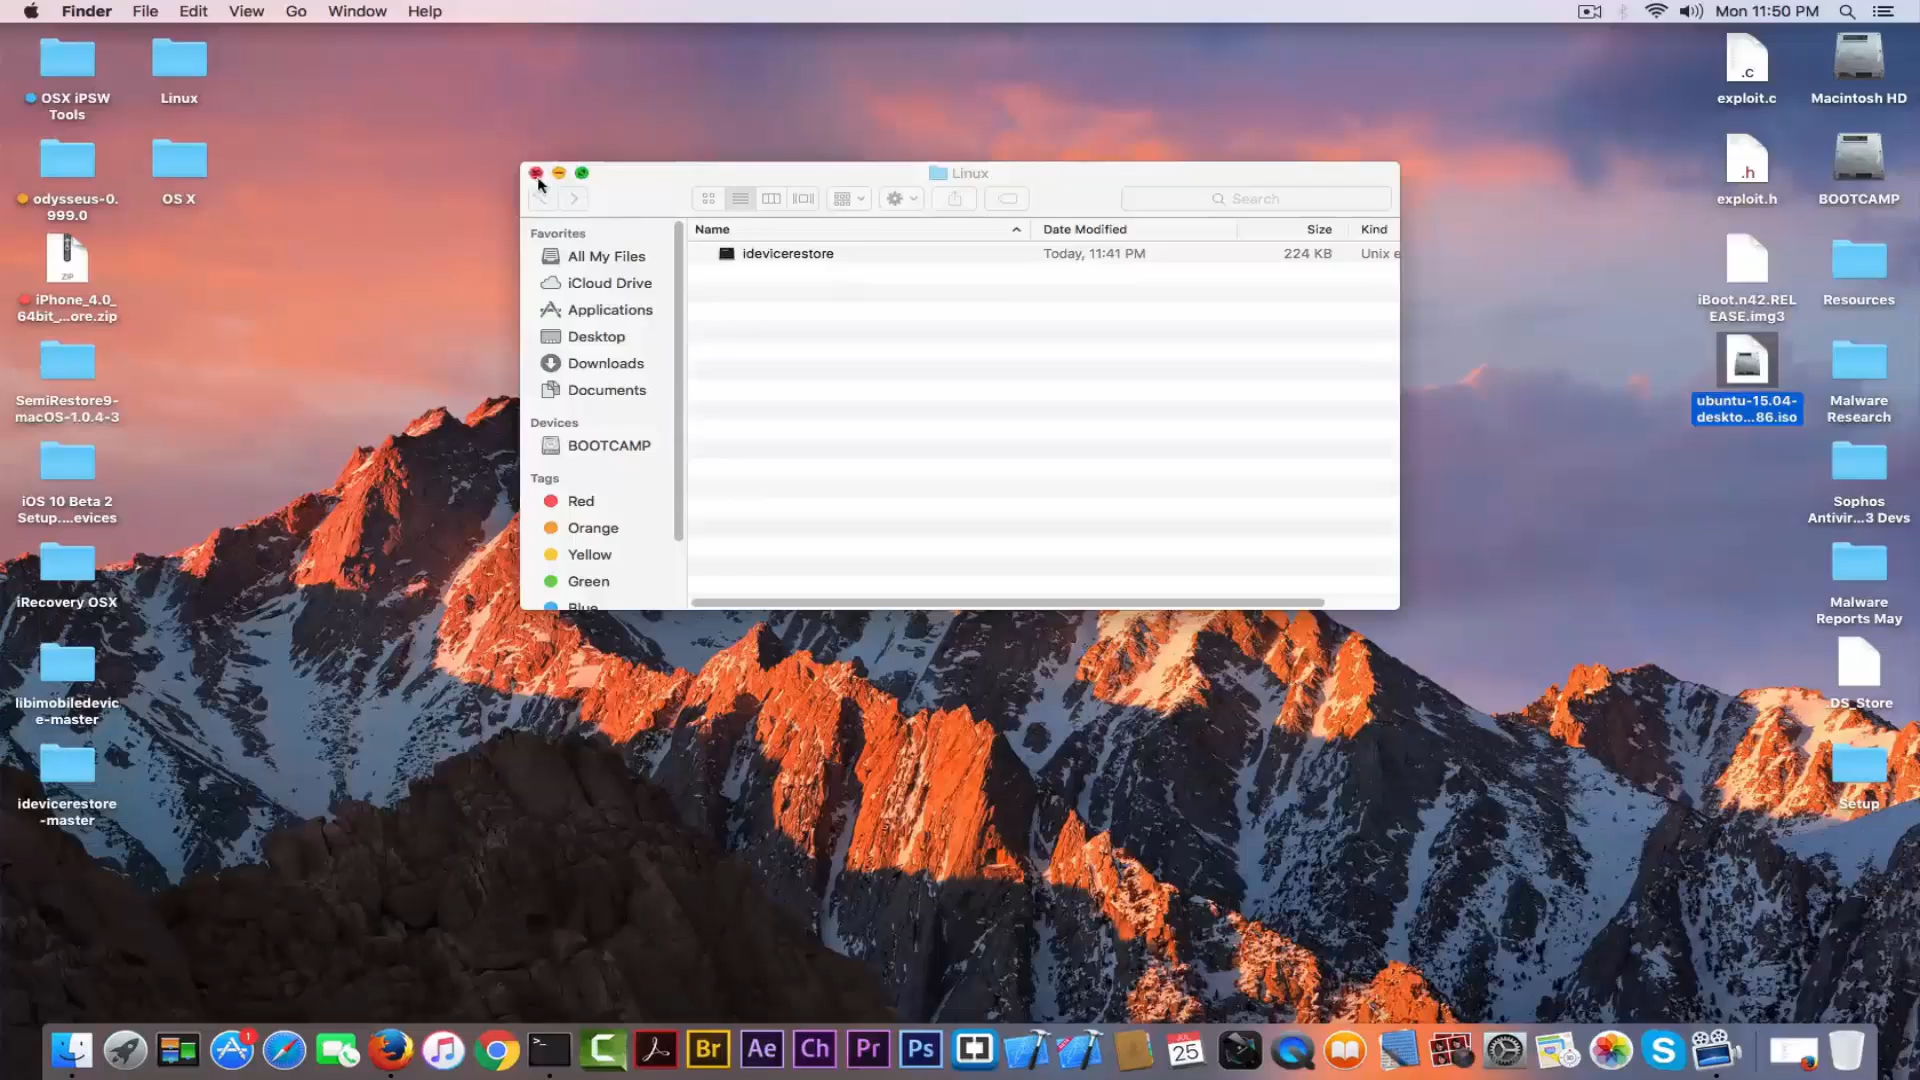 Finder File Edit View Go Window Help
Mon 11:50 PM
OSX iPSW
Tools
Linux
odysseus-0.
999.0
OS X
ZIP
iPhone_4.0_
64bit_...ore.zip
SemiRestore9-
macOS-1.0.4-3
iOS 10 Beta 2
Setup....evices
iRecovery OSX
libimobiledevic
e-master
idevicerestore
-master
Linux
Search
Favorites
All My Files
iCloud Drive
Applications
Desktop
Downloads
Documents
Devices
BOOTCAMP
Tags
Red
Orange
Yellow
Green
Blue
Name Date Modified Size Kind
idevicerestore Today, 11:41 PM 224 KB Unix e
.c
exploit.c
Macintosh HD
.h
exploit.h
BOOTCAMP
iBoot.n42.REL
EASE.img3
Resources
ubuntu-15.04-
deskto...86.iso
Malware
Research
Sophos
Antivir...3 Devs
Malware
Reports May
.DS_Store
Setup
1
Br
Ae
Ch
Pr
Ps
JUL
25